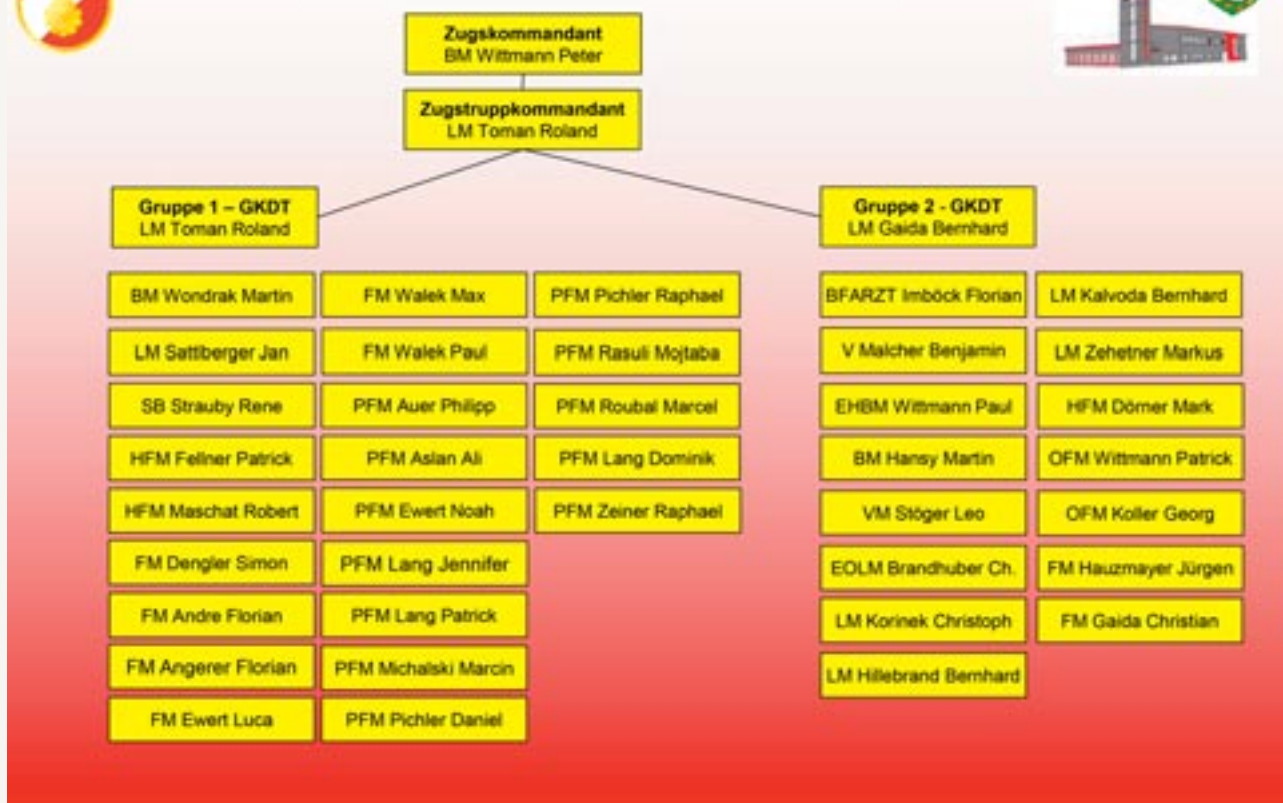 Zugskommandant
BM Wittmann Peter
Zugstruppkommandant
LM Toman Roland
Gruppe 1 – GKDT
LM Toman Roland
BM Wondrak Martin
FM Walek Max
PFM Pichler Raphael
LM Sattlberger Jan
FM Walek Paul
PFM Rasuli Mojtaba
SB Strauby Rene
PFM Auer Philipp
PFM Roubal Marcel
HFM Fellner Patrick
PFM Aslan Ali
PFM Lang Dominik
HFM Maschat Robert
PFM Ewert Noah
PFM Zeiner Raphael
FM Dengler Simon
PFM Lang Jennifer
FM Andre Florian
PFM Lang Patrick
FM Angerer Florian
PFM Michalski Marcin
FM Ewert Luca
PFM Pichler Daniel
Gruppe 2 - GKDT
LM Gaida Bernhard
BFARZT Imböck Florian
LM Kalvoda Bernhard
V Malcher Benjamin
LM Zehetner Markus
EHBM Wittmann Paul
HFM Dörner Mark
BM Hansy Martin
OFM Wittmann Patrick
VM Stöger Leo
OFM Koller Georg
EOLM Brandhuber Ch.
FM Hauzmayer Jürgen
LM Korinek Christoph
FM Gaida Christian
LM Hillebrand Bernhard